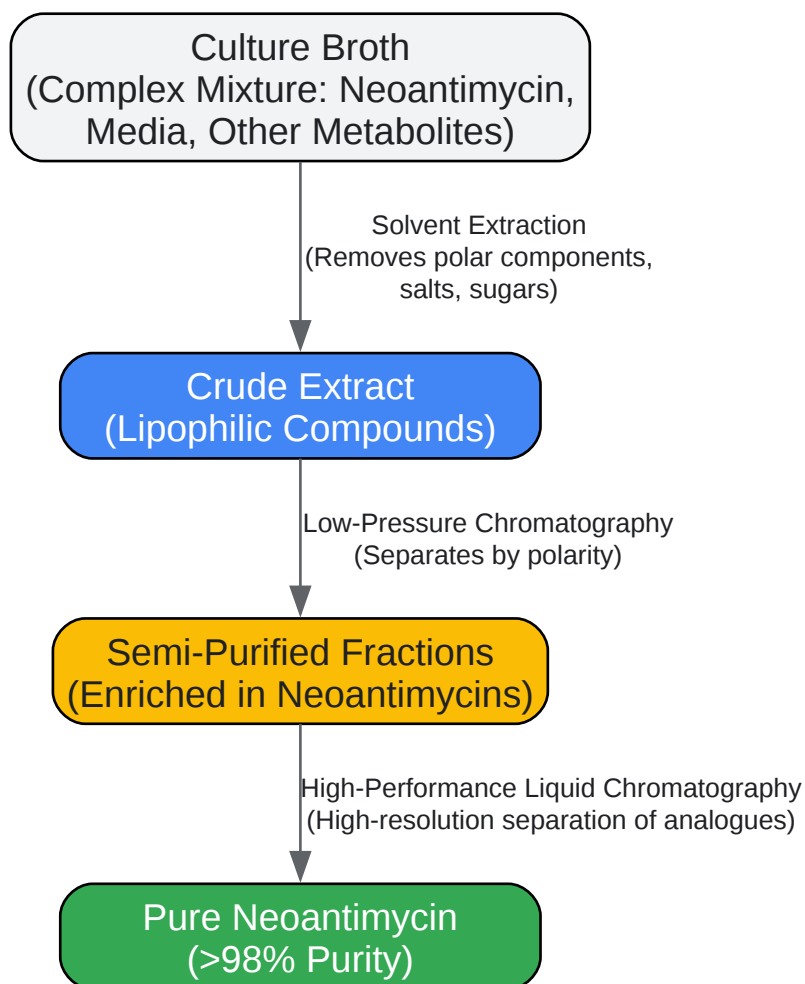 Culture Broth
(Complex Mixture: Neoantimycin,
Media, Other Metabolites)
Solvent Extraction
(Removes polar components,
salts, sugars)
Crude Extract
(Lipophilic Compounds)
Low-Pressure Chromatography
(Separates by polarity)
Semi-Purified Fractions
(Enriched in Neoantimycins)
High-Performance Liquid Chromatography
(High-resolution separation of analogues)
Pure Neoantimycin
(>98% Purity)